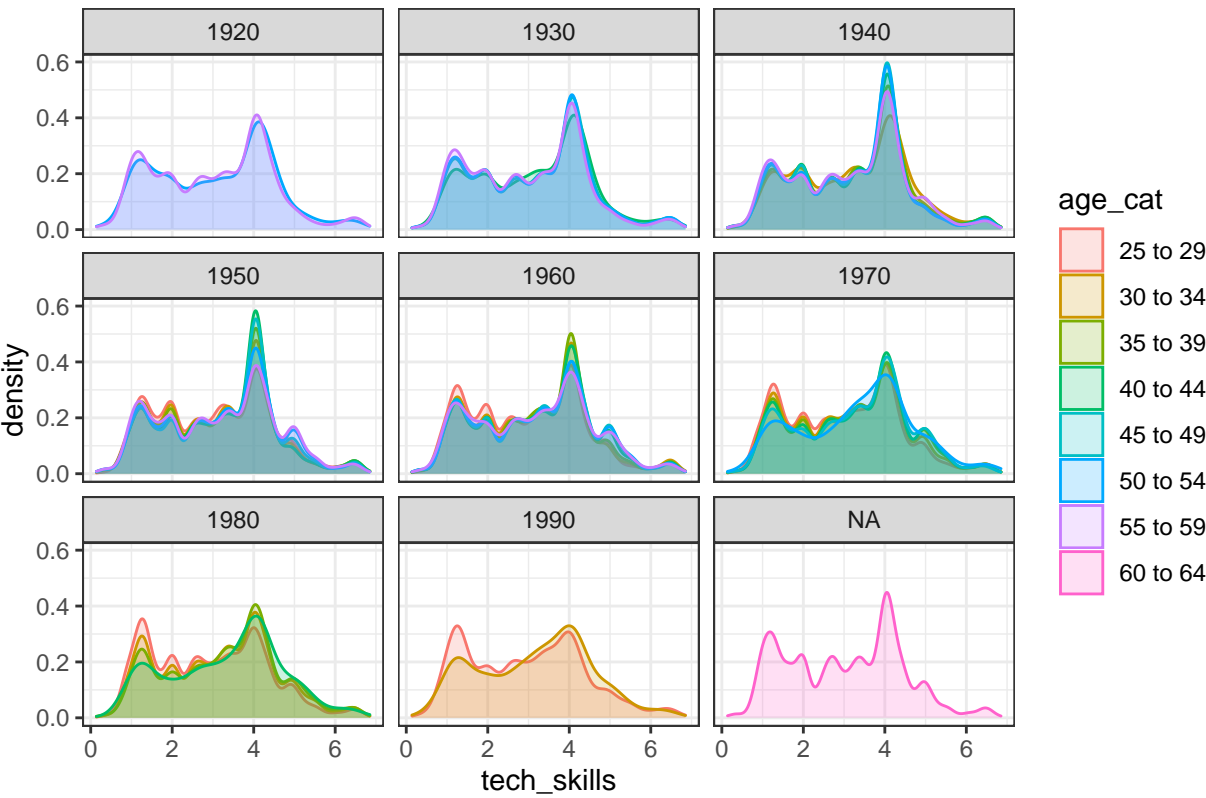 1920 1930 1940
0.6
0.4
0.2
0.0
1950 1960 1970
0.6
0.4
0.2
0.0
1980 1990 NA
0.6
0.4
0.2
0.0
0 2 4 6 0 2 4 6 0 2 4 6
tech_skills
density
age_cat
25 to 29
30 to 34
35 to 39
40 to 44
45 to 49
50 to 54
55 to 59
60 to 64